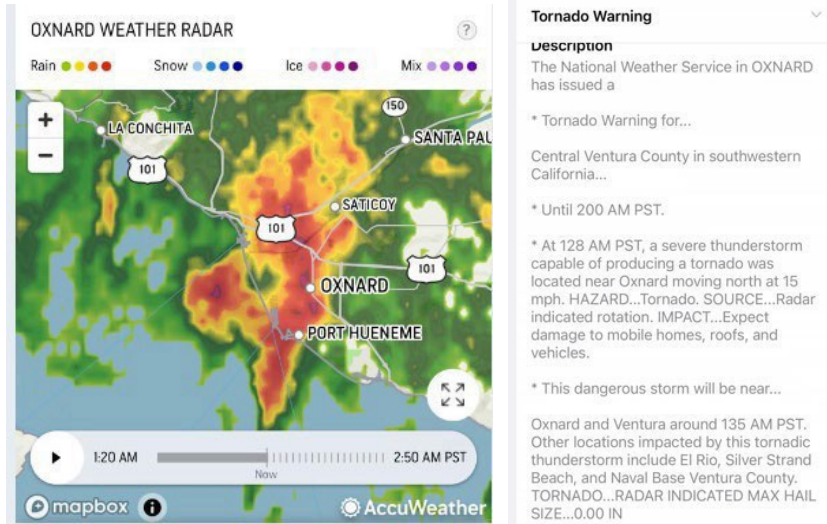 OXNARD WEATHER RADAR
?
Rain
Snow
Ice
Mix
+
−
LA CONCHITA
150
SANTA PAU
101
SATICOY
101
101
OXNARD
PORT HUENEME
1:20 AM
2:50 AM PST
Now
mapbox
i
AccuWeather
Tornado Warning
Description
The National Weather Service in OXNARD
has issued a
* Tornado Warning for...
Central Ventura County in southwestern
California...
* Until 200 AM PST.
* At 128 AM PST, a severe thunderstorm
capable of producing a tornado was
located near Oxnard moving north at 15
mph. HAZARD...Tornado. SOURCE...Radar
indicated rotation. IMPACT...Expect
damage to mobile homes, roofs, and
vehicles.
* This dangerous storm will be near...
Oxnard and Ventura around 135 AM PST.
Other locations impacted by this tornadic
thunderstorm include El Rio, Silver Strand
Beach, and Naval Base Ventura County.
TORNADO...RADAR INDICATED MAX HAIL
SIZE...0.00 IN